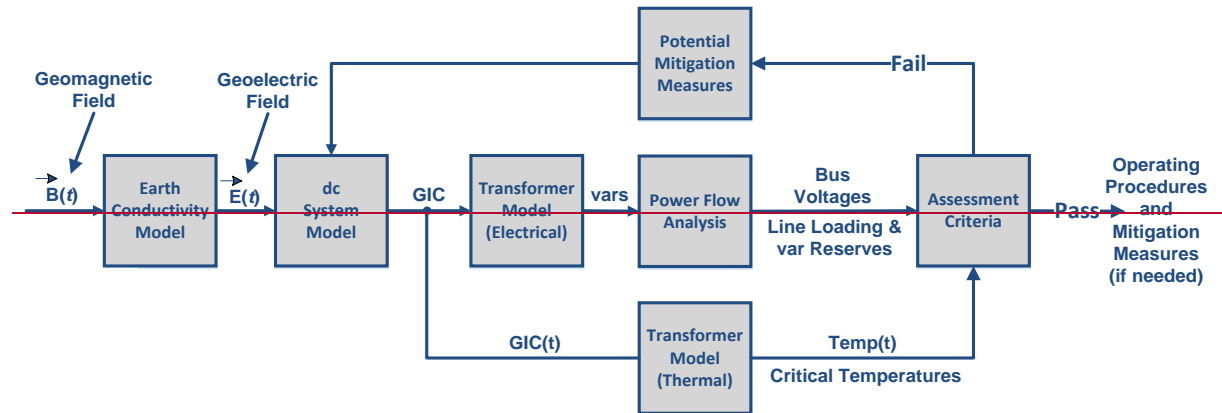 Potential
Mitigation
Measures
Fail
Geomagnetic
Field
Geoelectric
Field
B(t)
Earth
Conductivity
Model
E(t)
dc
System
Model
GIC
Transformer
Model
(Electrical)
vars
Power Flow
Analysis
Bus
Voltages
Line Loading &
var Reserves
Assessment
Criteria
Pass
Operating
Procedures
and
Mitigation
Measures
(if needed)
GIC(t)
Transformer
Model
(Thermal)
Temp(t)
Critical Temperatures